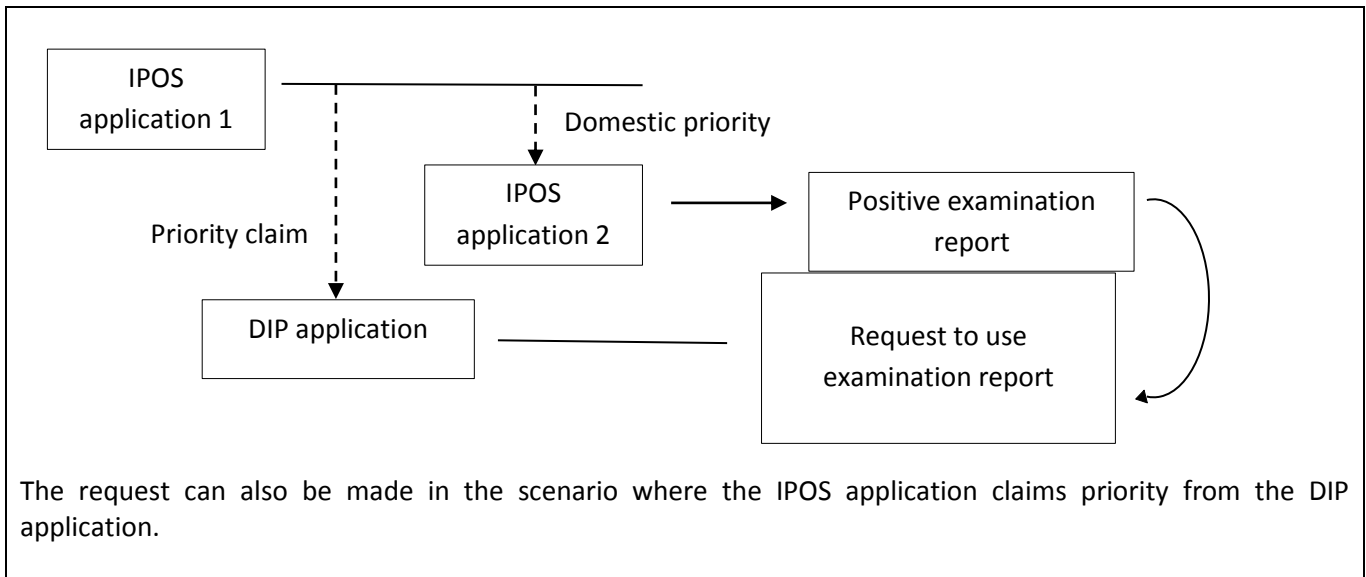 IPOS
application 1
Domestic priority
IPOS
application 2
Positive examination
report
Priority claim
DIP application
Request to use
examination report
The request can also be made in the scenario where the IPOS application claims priority from the DIP
application.